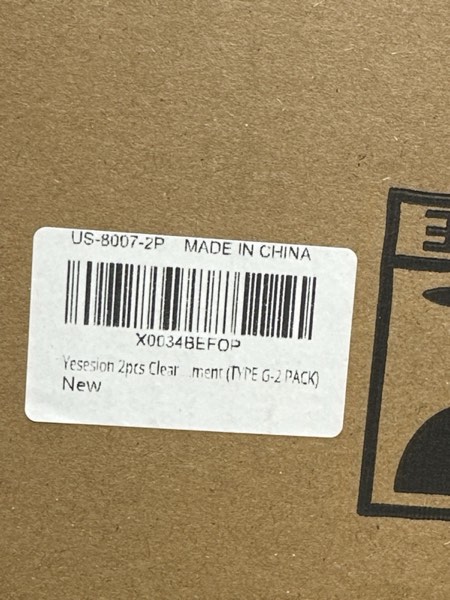 US-8007-2P MADE IN CHINA
X0034BEFOP
Yesesion 2pcs Clear ...ment (TYPE G-2 PACK)
New